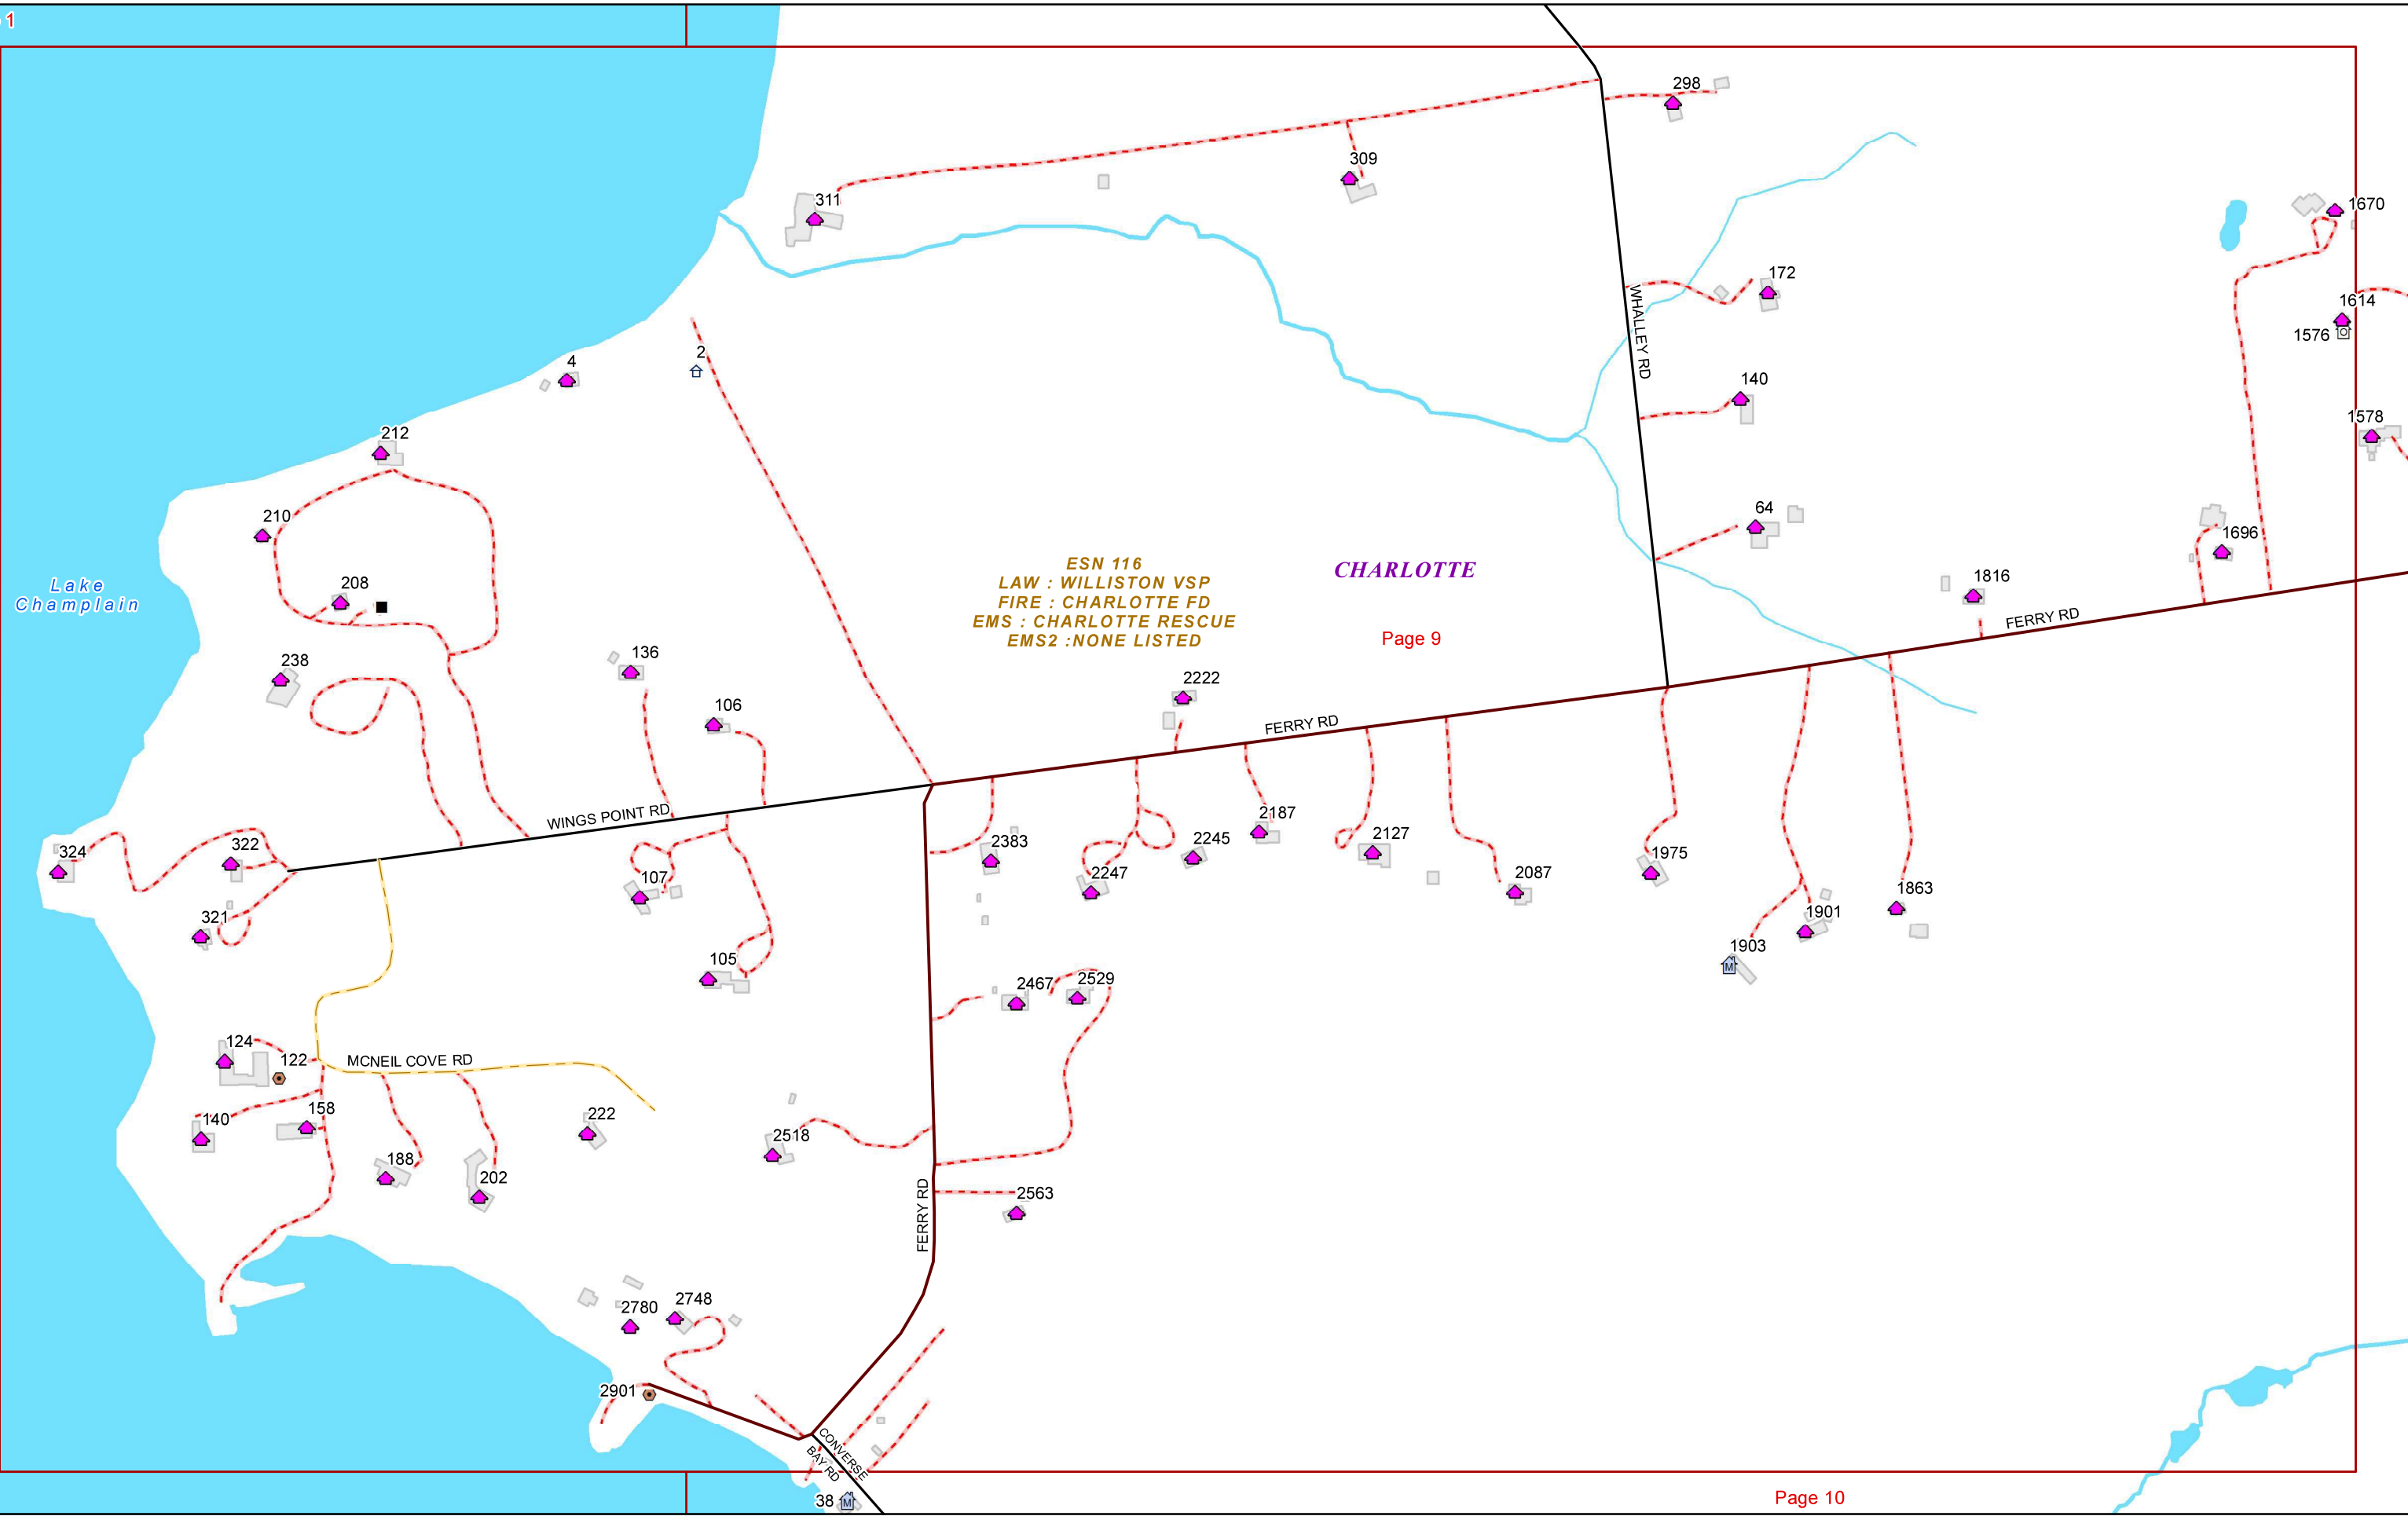 1
298
309
311
1670
172
1614
1576
2
4
140
1578
212
64
210
1696
WHALLEY RD
ESN 116
LAW : WILLISTON VSP
FIRE : CHARLOTTE FD
EMS : CHARLOTTE RESCUE
EMS2 :NONE LISTED
CHARLOTTE
Page 9
Lake
Champlain
208
1816
FERRY RD
238
136
2222
106
FERRY RD
WINGS POINT RD
2187
2383
2127
2245
322
324
2247
2087
1975
107
1863
321
1901
1903
105
2467
2529
124
122
MCNEIL COVE RD
140
158
222
2518
188
202
2563
FERRY RD
2780
2748
2901
CONVERSE
BAY RD
38
Page 10
M
M